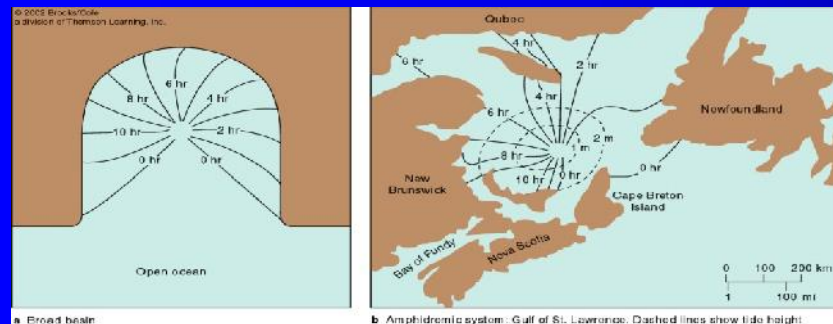 © 2002 Brooks/Cole
a division of Thomson Learning, Inc.
6 hr
8 hr
4 hr
10 hr
2 hr
0 hr
0 hr
Open ocean
a Broad basin
Qubec
4 hr
2 hr
6 hr
4 hr
6 hr
Newfoundland
2 m
1 m
8 hr
0 hr
10 hr
0 hr
New
Brunswick
Cape Breton
Island
Bay of Fundy
Nova Scotia
0 100 200 km
1 100 mi
b Amphidromic system: Gulf of St. Lawrence. Dashed lines show tide height